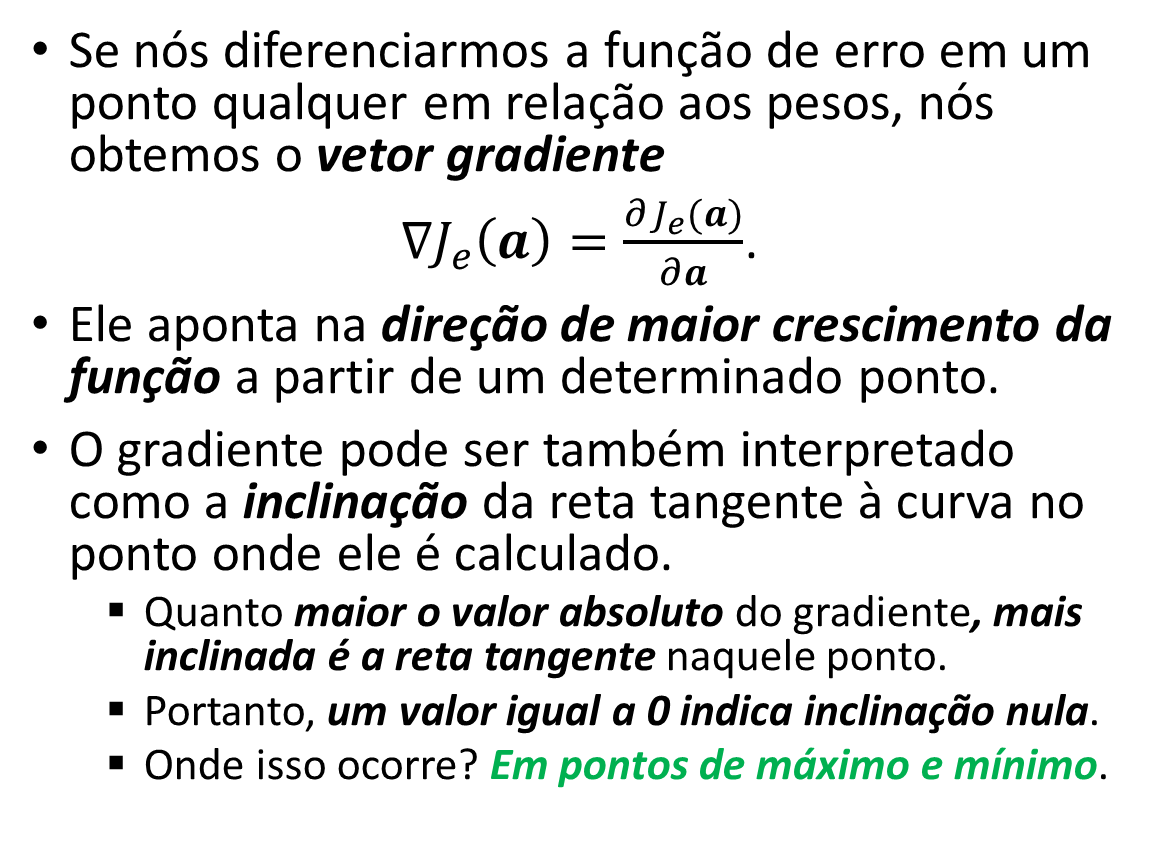 • Se nós diferenciarmos a função de erro em um
ponto qualquer em relação aos pesos, nós
obtemos o vetor gradiente
∇Jₑ(a) = ∂ Jₑ(a) / ∂a .
• Ele aponta na direção de maior crescimento da
função a partir de um determinado ponto.
• O gradiente pode ser também interpretado
como a inclinação da reta tangente à curva no
ponto onde ele é calculado.
▪ Quanto maior o valor absoluto do gradiente, mais
inclinada é a reta tangente naquele ponto.
▪ Portanto, um valor igual a 0 indica inclinação nula.
▪ Onde isso ocorre? Em pontos de máximo e mínimo.